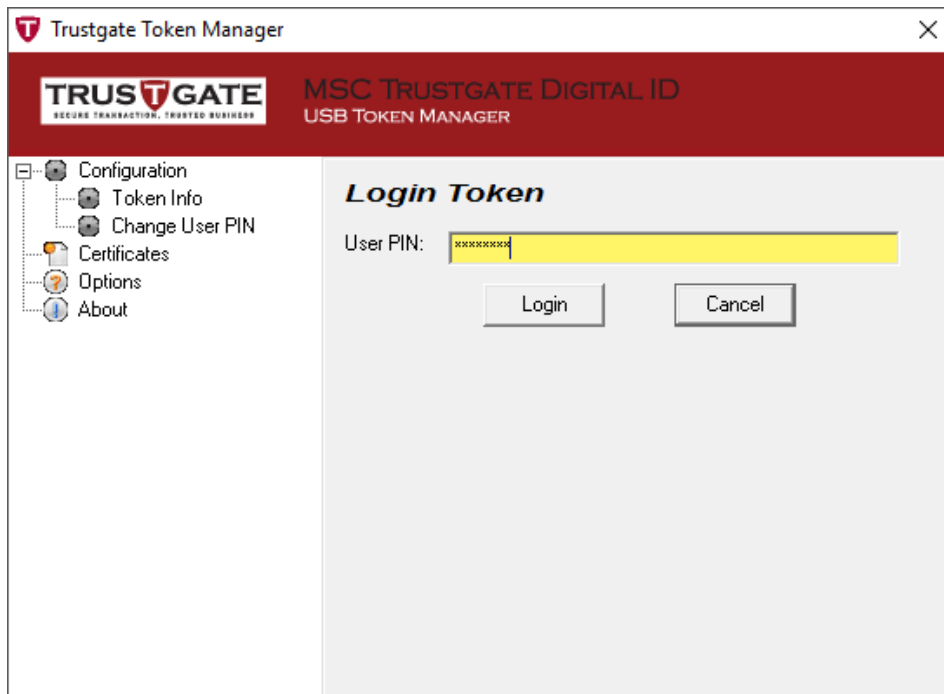 Trustgate Token Manager
TRUSTGATE
SECURE TRANSACTION, TRUSTED BUSINESS
MSC TRUSTGATE DIGITAL ID
USB TOKEN MANAGER
Configuration
Token Info
Change User PIN
Certificates
Options
About
Login Token
User PIN: ********
Login Cancel